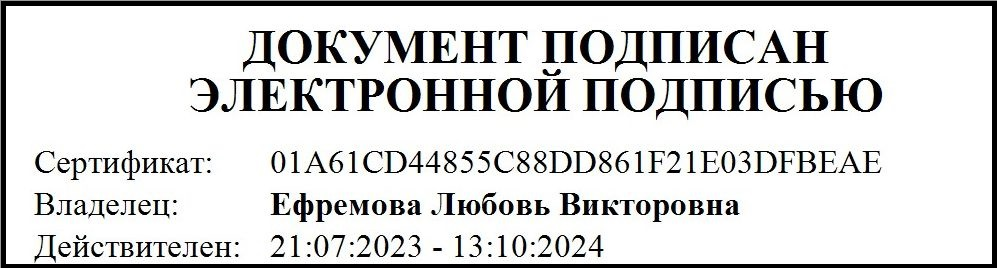 ДОКУМЕНТ ПОДПИСАН
ЭЛЕКТРОННОЙ ПОДПИСЬЮ
Сертификат: 01A61CD44855C88DD861F21E03DFBEAE
Владелец: Ефремова Любовь Викторовна
Действителен: 21:07:2023 - 13:10:2024